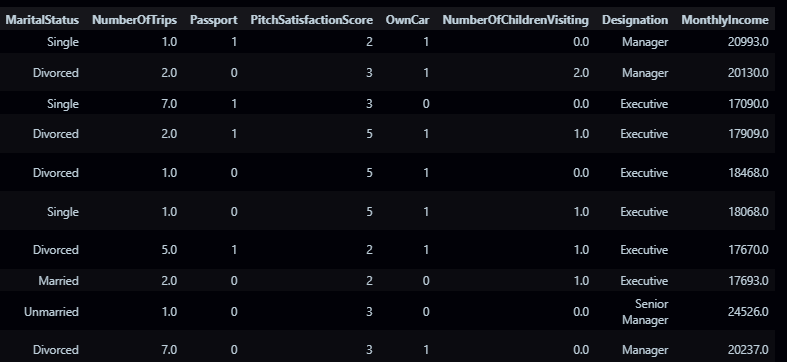 MaritalStatus NumberOfTrips Passport PitchSatisfactionScore OwnCar NumberOfChildrenVisiting Designation MonthlyIncome
Single 1.0 1 2 1 0.0 Manager 20993.0
Divorced 2.0 0 3 1 2.0 Manager 20130.0
Single 7.0 1 3 0 0.0 Executive 17090.0
Divorced 2.0 1 5 1 1.0 Executive 17909.0
Divorced 1.0 0 5 1 0.0 Executive 18468.0
Single 1.0 0 5 1 1.0 Executive 18068.0
Divorced 5.0 1 2 1 1.0 Executive 17670.0
Married 2.0 0 2 0 1.0 Executive 17693.0
Unmarried 1.0 0 3 0 0.0 Senior
Manager 24526.0
Divorced 7.0 0 3 1 0.0 Manager 20237.0